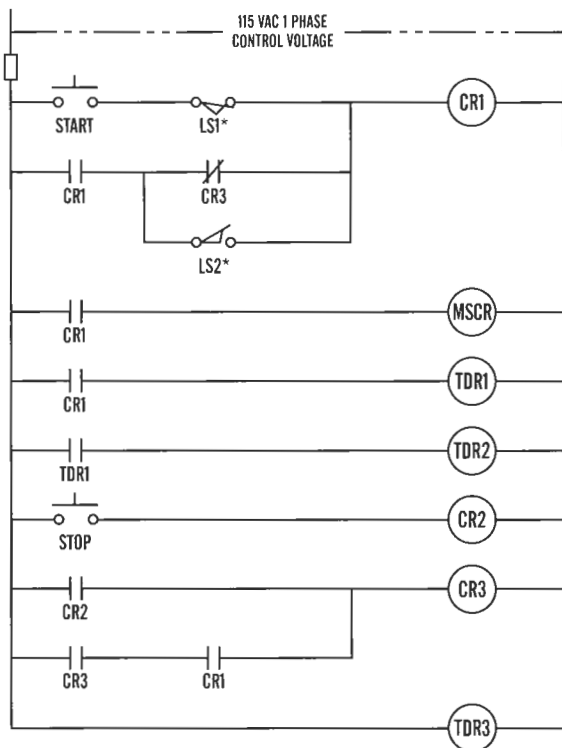 115 VAC 1 PHASE
CONTROL VOLTAGE
START
LS1*
CR1
CR1
CR3
LS2*
CR1
MSCR
CR1
TDR1
TDR1
TDR2
STOP
CR2
CR2
CR3
CR3
CR1
TDR3